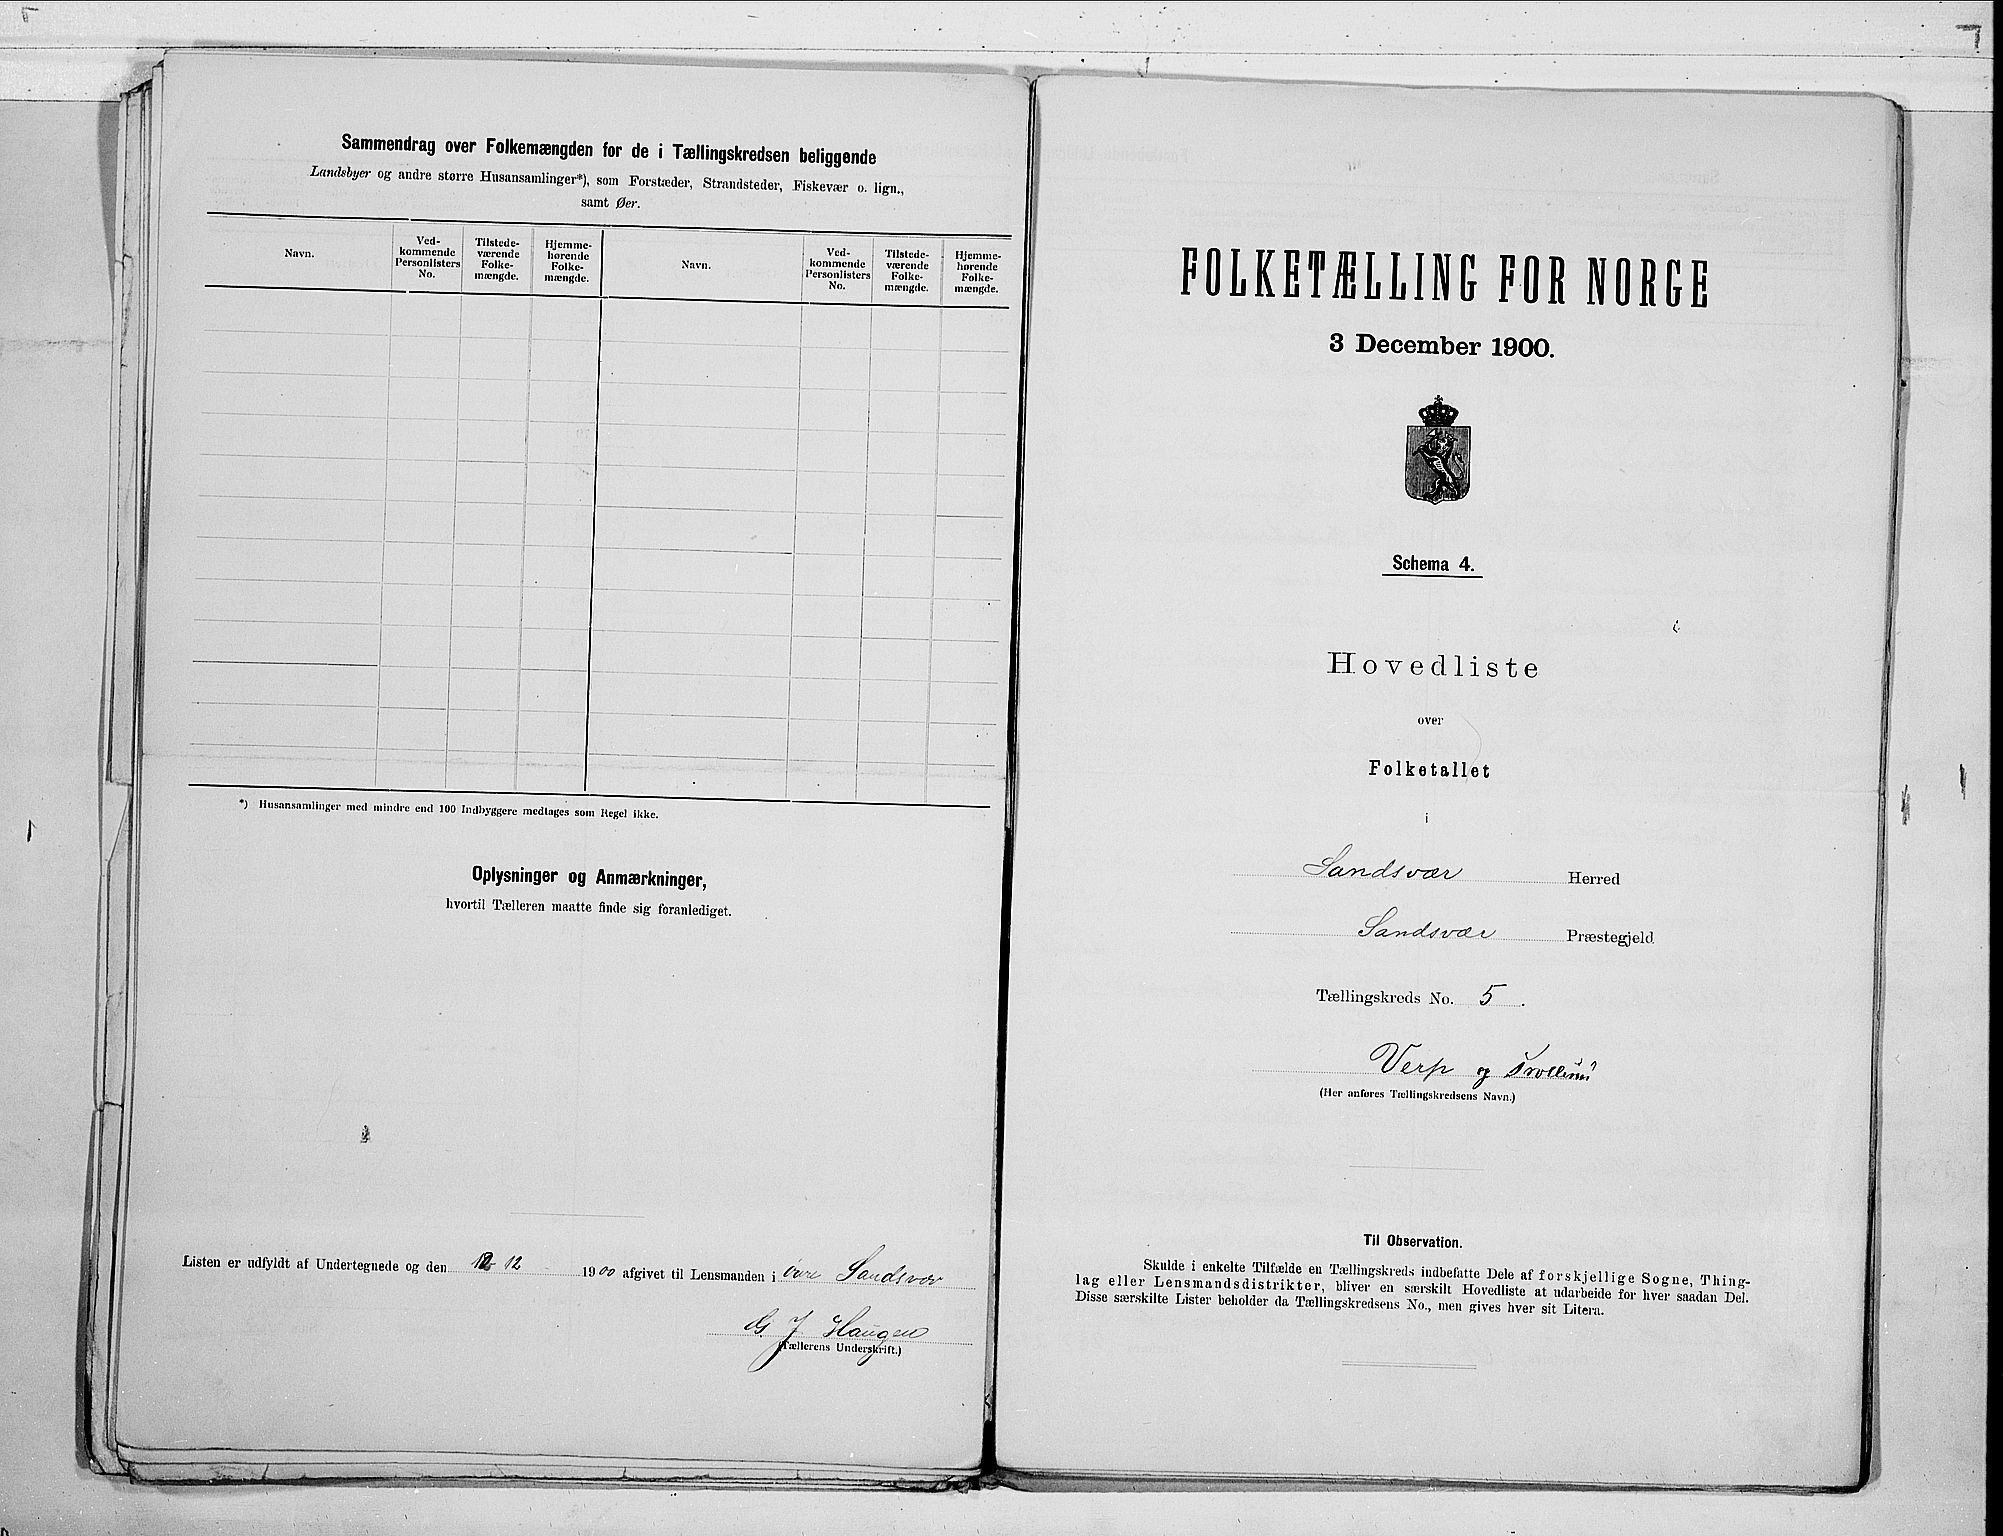 Sammendrag over Folkemængden for de i Tællingskredsen beliggende
Landsbyer og andre større Husansamlinger*), som Forstæder, Strandsteder, Fiskevær o. lign.,
samt Øer.
Navn.
Ved-
kommende
Personlisters
No.
Tilstede-
værende
Folke-
mængde.
Hjemme-
hørende
Folke-
mængde.
Navn.
Ved-
kommende
Personlisters
No.
Tilstede-
værende
Folke-
mængde.
Hjemme-
hørende
Folke-
mængde.
*) Husansamlinger med mindre end 100 Indbyggere medtages som Regel ikke.
Oplysninger og Anmærkninger,
hvortil Tælleren maatte finde sig foranlediget.
Listen er udfyldt af Undertegnede og den 12 1900 afgivet til Lensmanden i Øvre Sandsvær
G. J. Haugen
(Tællerens Underskrift.)
FOLKETÆLLING FOR NORGE
3 December 1900.
Schema 4.
Hovedliste
over
Folketallet
i
Sandsvær Herred
Sandsvær Præstegjeld
Tællingskreds No. 5.
Verp og
(Her anføres Tællingskredsens Navn.)
Til Observation.
Skulde i enkelte Tilfælde en Tællingskreds indbefatte Dele af forskjellige Sogne, Thing-
lag eller Lensmandsdistrikter, bliver en særskilt Hovedliste at udarbeide for hver saadan Del.
Disse særskilte Lister beholder da Tællingskredsens No., men gives hver sit Litera.